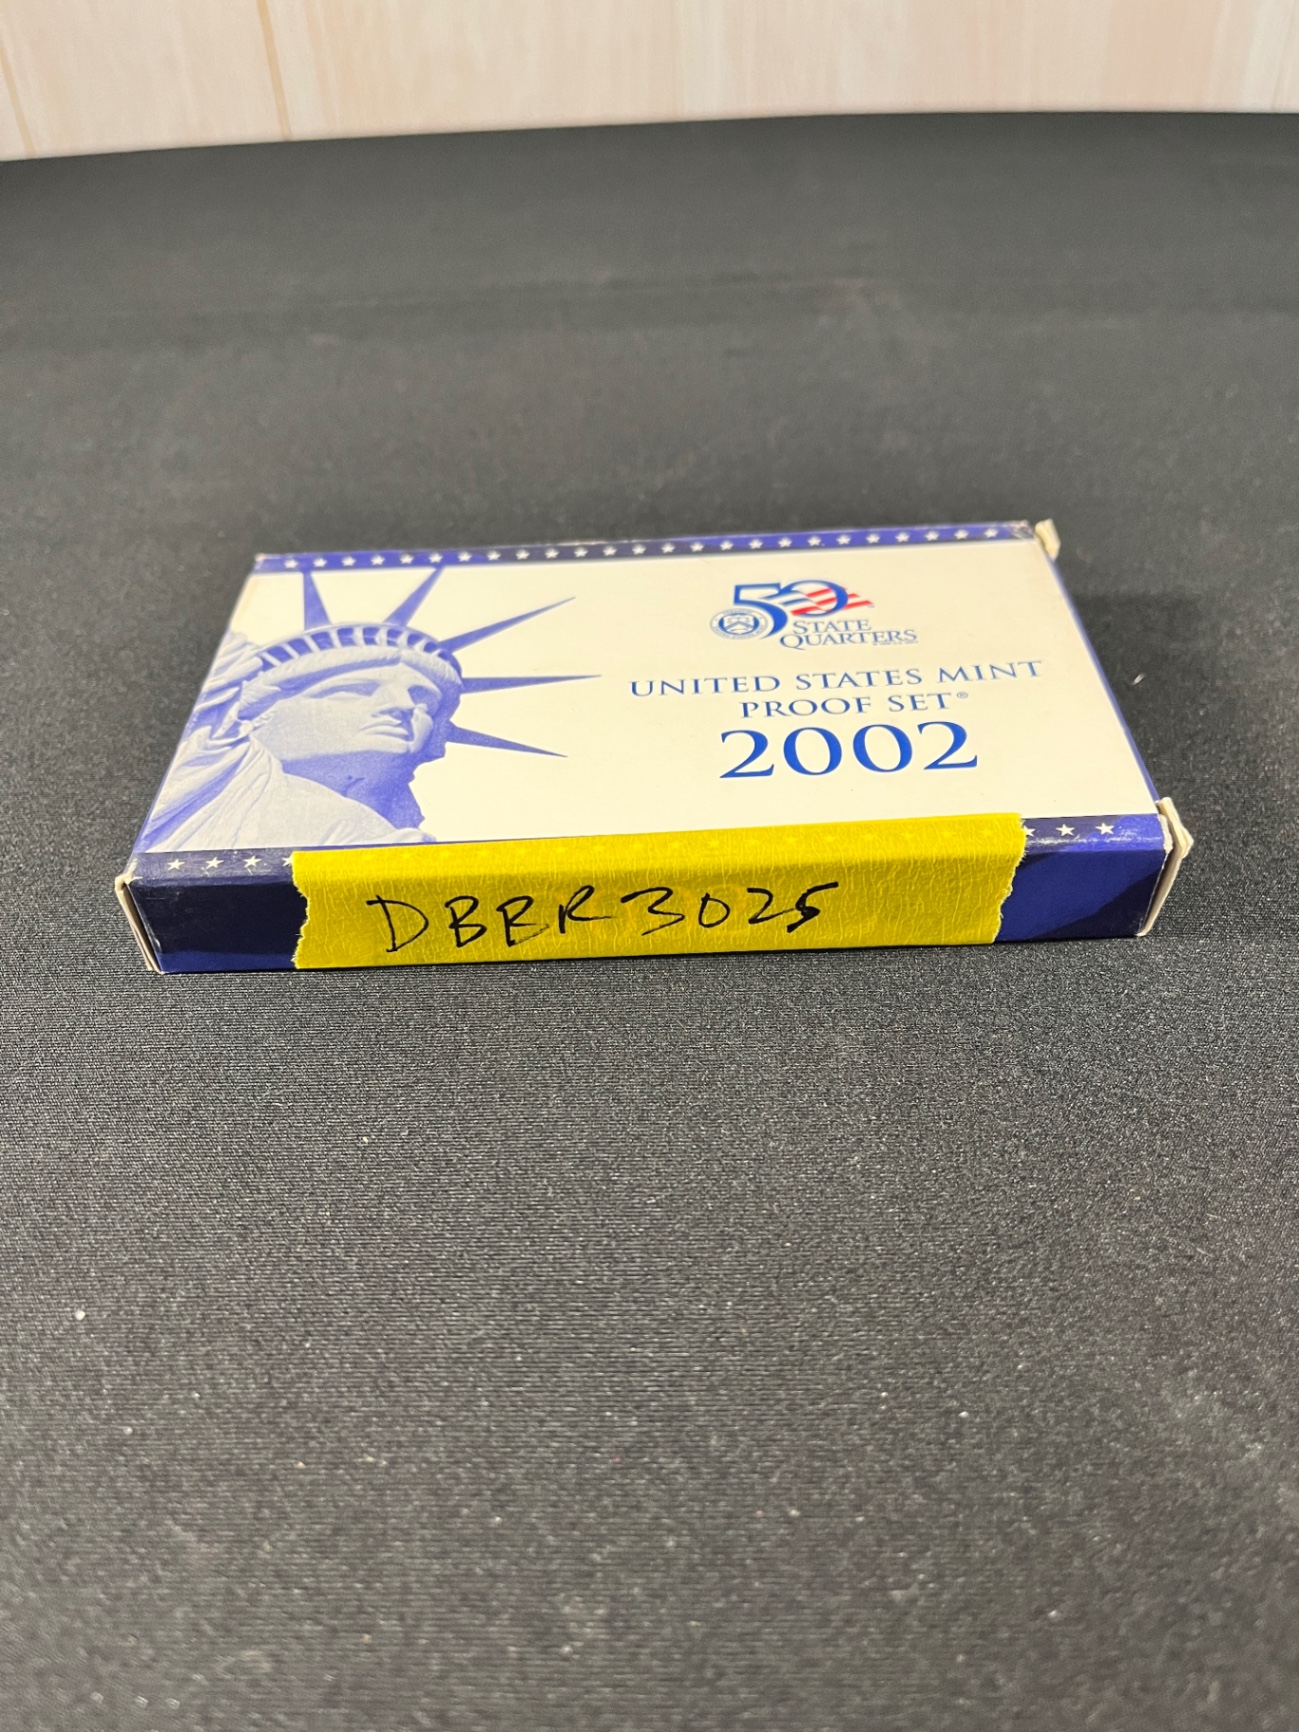 50
STATE
QUARTERS
UNITED STATES MINT
PROOF SET®
2002
DBBR3025